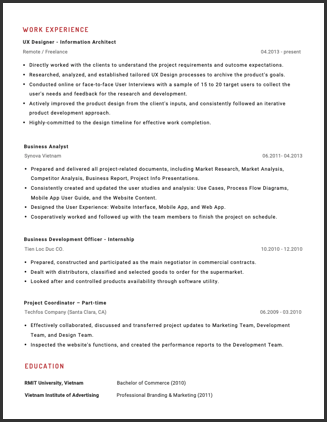 WORK EXPERIENCE
UX Designer - Information Architect
Remote / Freelance 04.2013 - present
• Directly worked with the clients to understand the project requirements and outcome expectations.
• Researched, analyzed, and established tailored UX Design processes to archive the product's goals.
• Conducted online or face-to-face User Interviews with a sample of 15 to 20 target users to collect the
user's needs and feedback for the research and development.
• Actively improved the product design from the client's inputs, and consistently followed an iterative
product development approach.
• Highly-committed to the design timeline for effective work completion.
Business Analyst
Synova Vietnam 06.2011- 04.2013
• Prepared and delivered all project-related documents, including Market Research, Market Analysis,
Competitor Analysis, Business Report, Project Info Presentations.
• Consistently created and updated the user studies and analysis: Use Cases, Process Flow Diagrams,
Mobile App User Guide, and the Website Content.
• Designed the User Experience: Website Interface, Mobile App, and Web App.
• Cooperatively worked and followed up with the team members to finish the project on schedule.
Business Development Officer - Internship
Tien Loc Duc CO. 10.2010 - 12.2010
• Prepared, constructed and participated as the main negotiator in commercial contracts.
• Dealt with distributors, classified and selected goods to order for the supermarket.
• Looked after and controlled products availability through software utility.
Project Coordinator – Part-time
Techfox Company (Santa Clara, CA) 06.2009 - 03.2010
• Effectively collaborated, discussed and transferred project updates to Marketing Team, Development
Team, and Design Team.
• Inspected the website's functions, and created the performance reports to the Development Team.
EDUCATION
RMIT University, Vietnam Bachelor of Commerce (2010)
Vietnam Institute of Advertising Professional Branding & Marketing (2011)